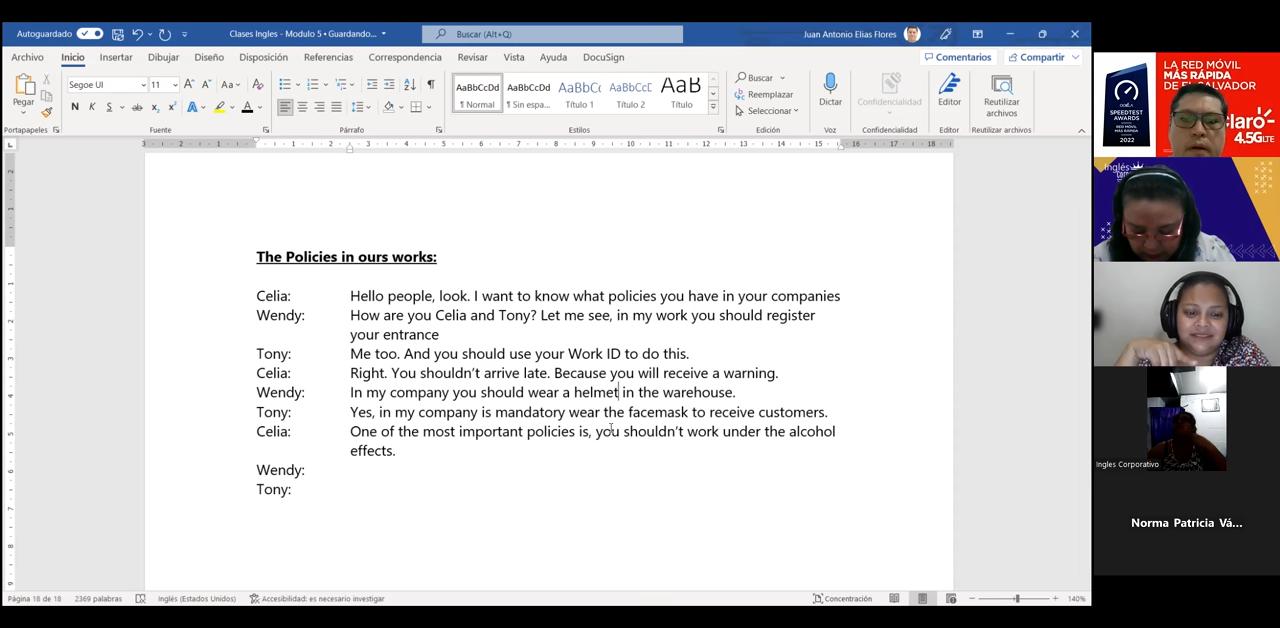 Autoguardado
Clases Ingles - Modulo 5 • Guardando...
Buscar (Alt+Q)
Juan Antonio Elias Flores
Archivo Inicio Insertar Dibujar Diseño Disposición Referencias Correspondencia Revisar Vista Ayuda DocuSign
Comentarios Compartir
Pegar
Segoe UI 11
AaBbCcDd AaBbCcDd AaBbCc AaBbCcD AaB
¶ Normal ¶ Sin espa... Título 1 Título 2 Título
Buscar
Reemplazar
Seleccionar
Dictar
Confidencialidad
Editor
Reutilizar archivos
Portapapeles Fuente Párrafo Estilos Edición Voz Confidencialidad Editor Reutilizar archivos
The Policies in ours works:
Celia: Hello people, look. I want to know what policies you have in your companies
Wendy: How are you Celia and Tony? Let me see, in my work you should register
your entrance
Tony: Me too. And you should use your Work ID to do this.
Celia: Right. You shouldn't arrive late. Because you will receive a warning.
Wendy: In my company you should wear a helmet in the warehouse.
Tony: Yes, in my company is mandatory wear the facemask to receive customers.
Celia: One of the most important policies is, you shouldn't work under the alcohol
effects.
Wendy:
Tony:
Página 18 de 18 2369 palabras Inglés (Estados Unidos) Accesibilidad: es necesario investigar
Concentración 140%
LA RED MÓVIL
MÁS RÁPIDA
DE EL SALVADOR
SPEEDTEST
AWARDS
2022
Claro
4.5G LTE
Inglés
Ingles Corporativo
Norma Patricia Vá...